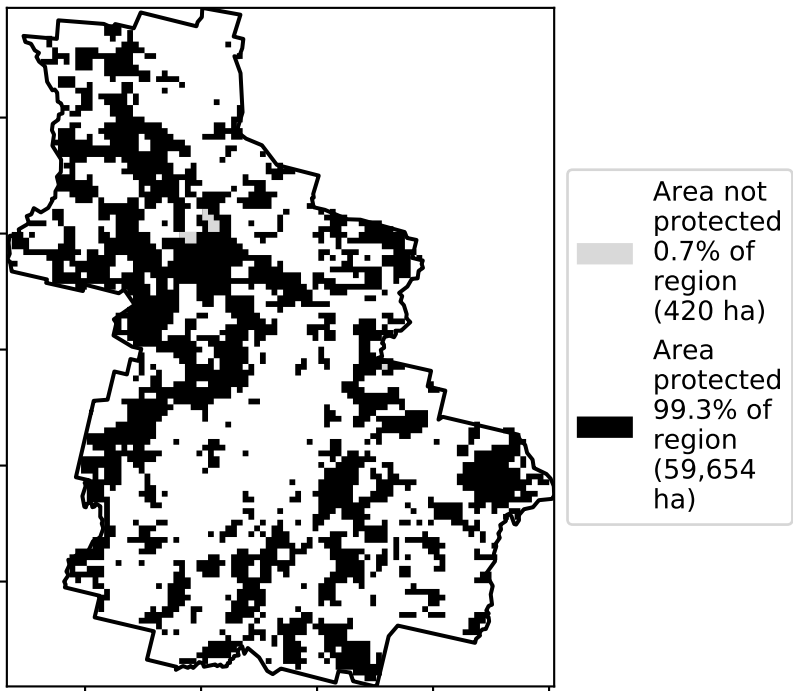 Area not
protected
0.7% of
region
(420 ha)
Area
protected
99.3% of
region
(59,654
ha)